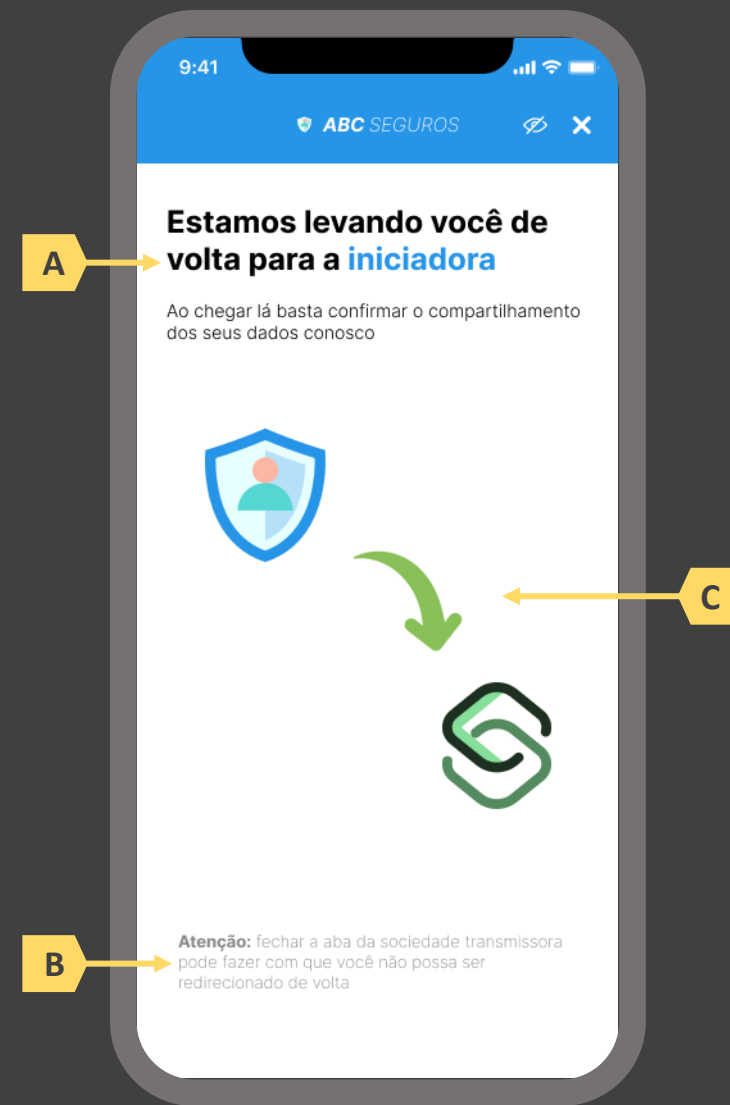 9:41
ABC SEGUROS
Estamos levando você de
volta para a iniciadora
A
Ao chegar lá basta confirmar o compartilhamento
dos seus dados conosco
C
Atenção: fechar a aba da sociedade transmissora
pode fazer com que você não possa ser
redirecionado de volta
B